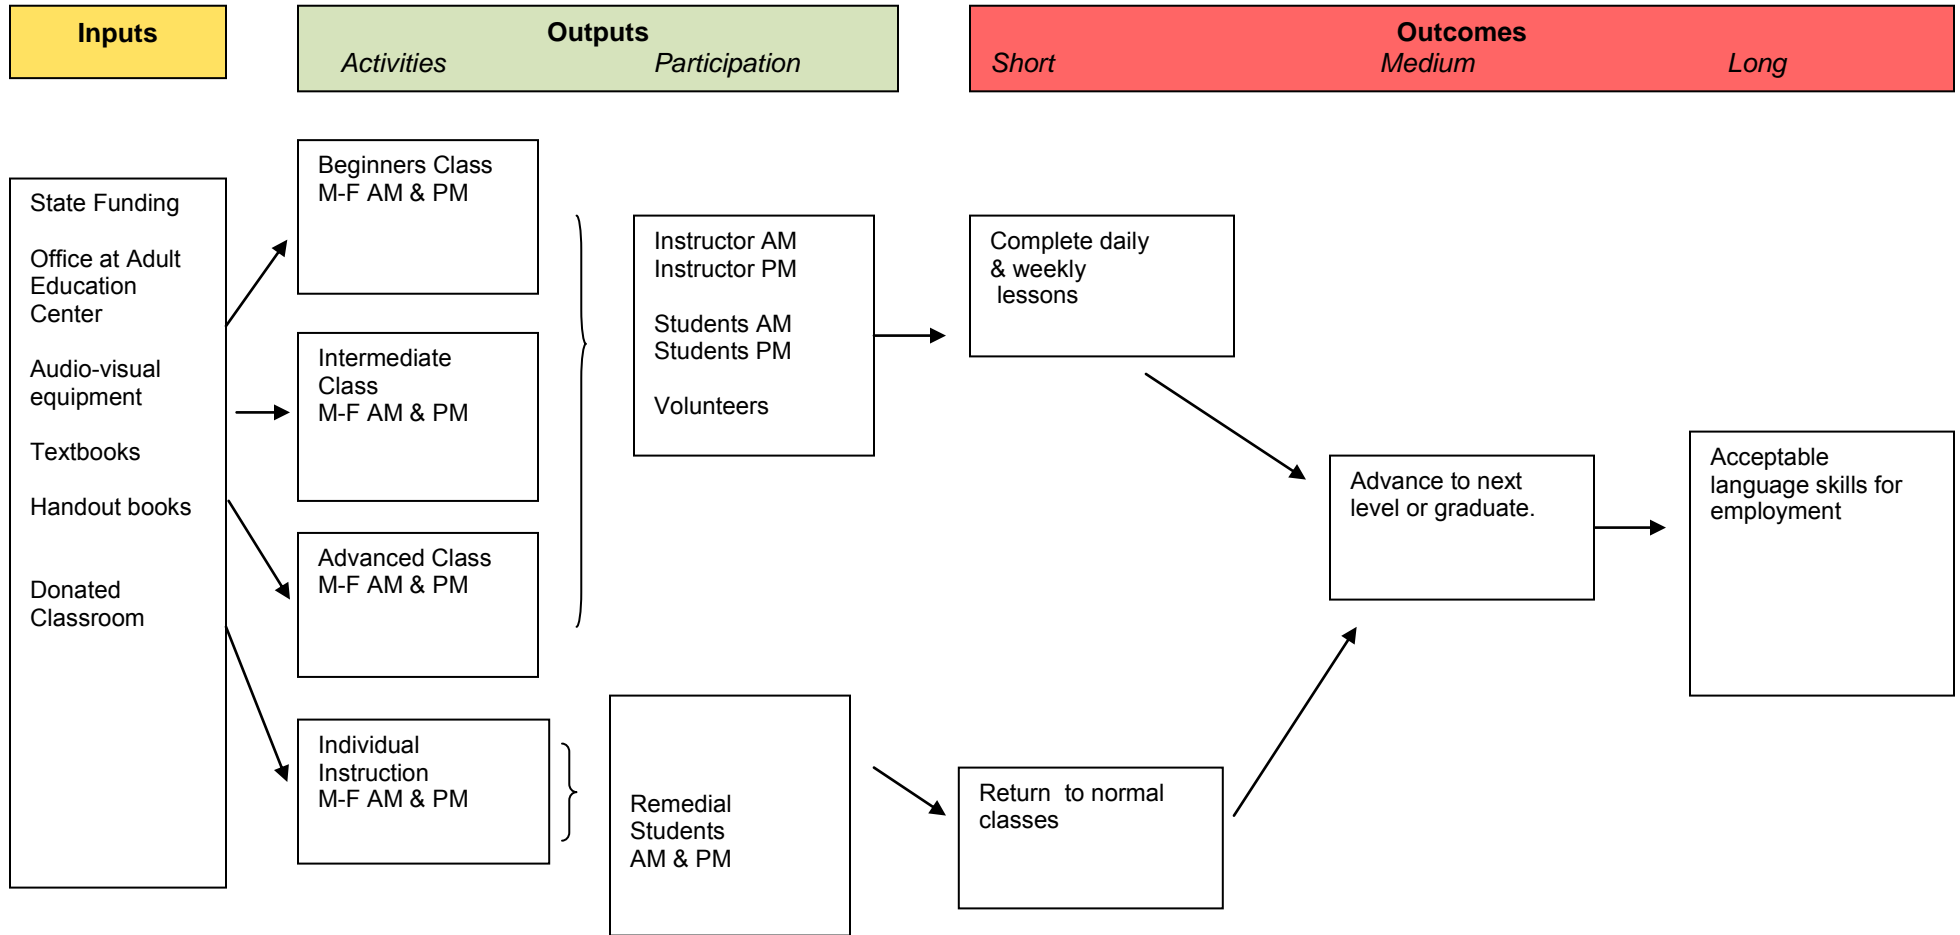 Inputs
Outputs
Activities Participation
Outcomes
Short Medium Long
State Funding
Office at Adult
Education
Center
Audio-visual
equipment
Textbooks
Handout books
Donated
Classroom
Beginners Class
M-F AM & PM
Intermediate
Class
M-F AM & PM
Advanced Class
M-F AM & PM
Individual
Instruction
M-F AM & PM
Instructor AM
Instructor PM
Students AM
Students PM
Volunteers
Remedial
Students
AM & PM
Complete daily
& weekly
lessons
Return to normal
classes
Advance to next
level or graduate.
Acceptable
language skills for
employment